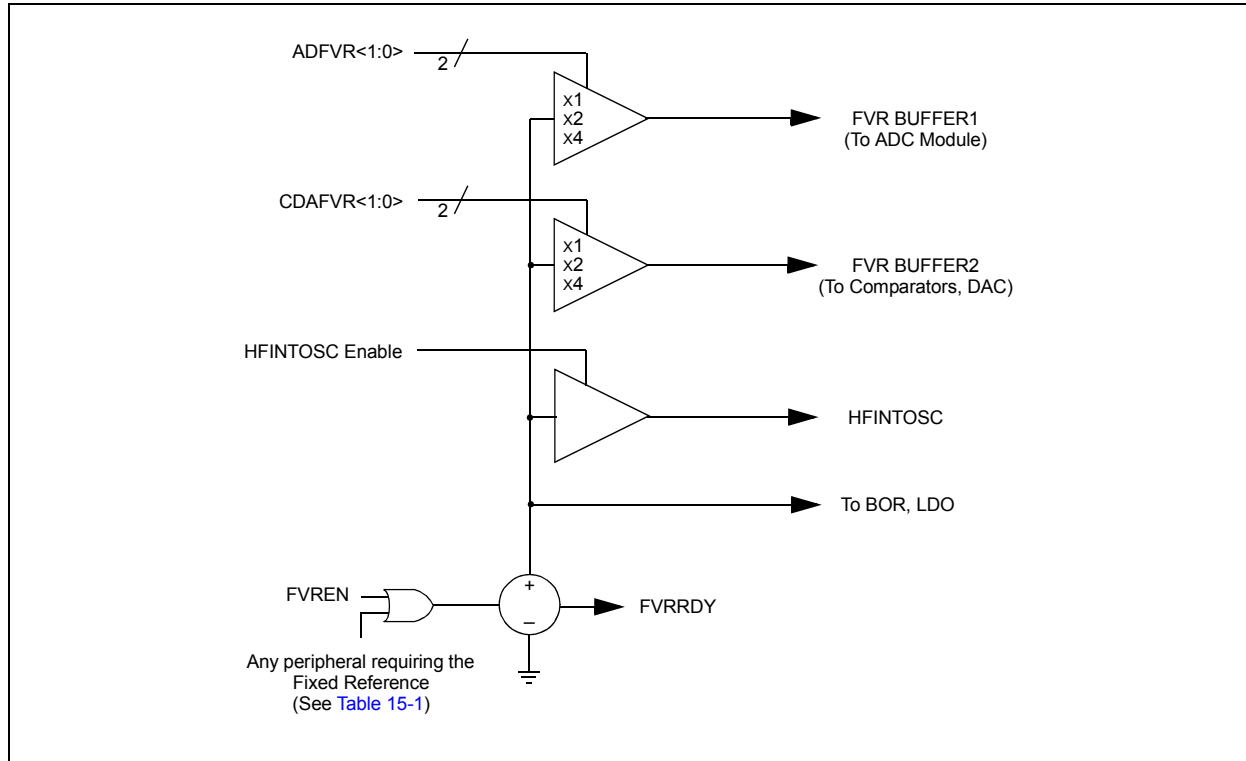 ADFVR<1:0>
2
x1
x2
x4
FVR BUFFER1
(To ADC Module)
CDAFVR<1:0>
2
x1
x2
x4
FVR BUFFER2
(To Comparators, DAC)
HFINTOSC Enable
HFINTOSC
To BOR, LDO
FVREN
+
_
FVRRDY
Any peripheral requiring the
Fixed Reference
(See Table 15-1)